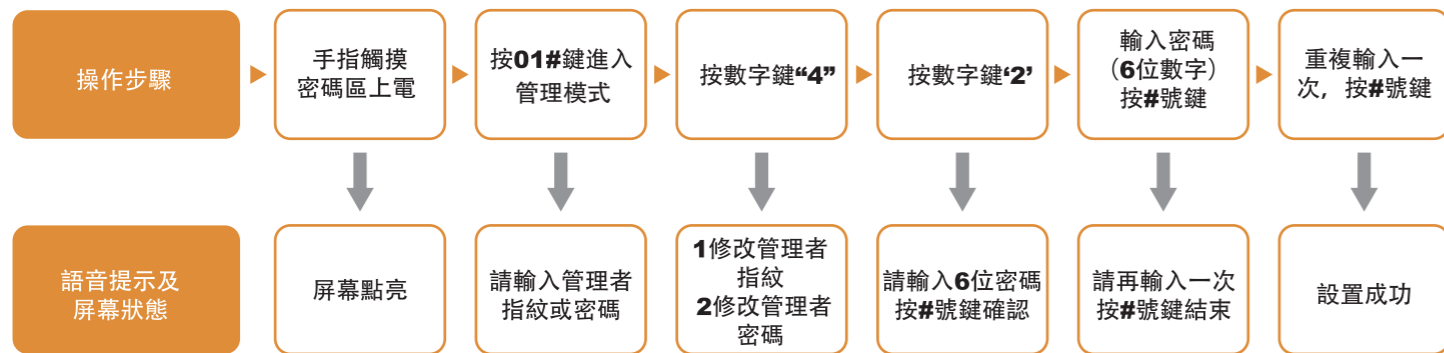 操作步驟
手指觸摸
密碼區上電
按01#鍵進入
管理模式
按數字鍵“4”
按數字鍵‘2’
輸入密碼
（6位數字）
按#號鍵
重複輸入一
次，按#號鍵
語音提示及
屏幕狀態
屏幕點亮
請輸入管理者
指紋或密碼
1修改管理者
指紋
2修改管理者
密碼
請輸入6位密碼
按#號鍵確認
請再輸入一次
按#號鍵結束
設置成功